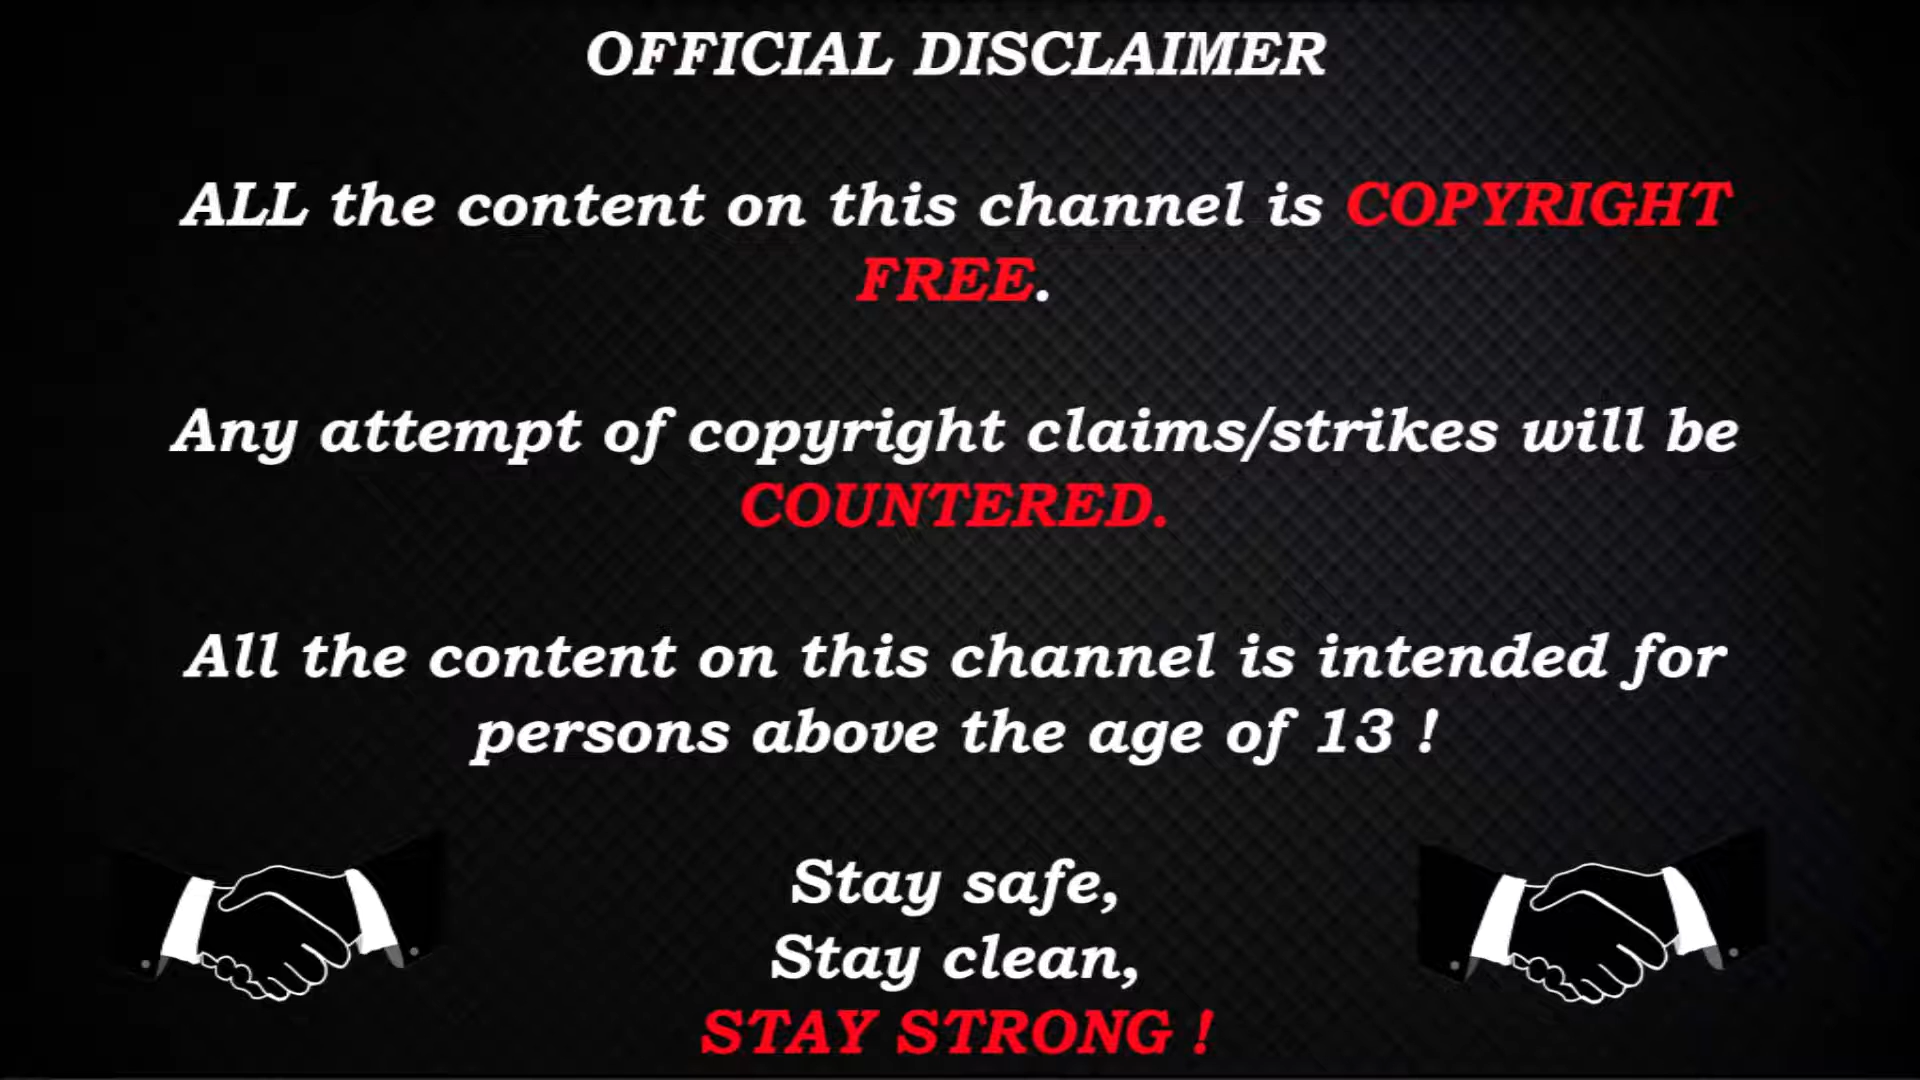 OFFICIAL DISCLAIMER
ALL the content on this channel is COPYRIGHT
FREE.
Any attempt of copyright claims/strikes will be
COUNTERED.
All the content on this channel is intended for
persons above the age of 13 !
Stay safe,
Stay clean,
STAY STRONG !